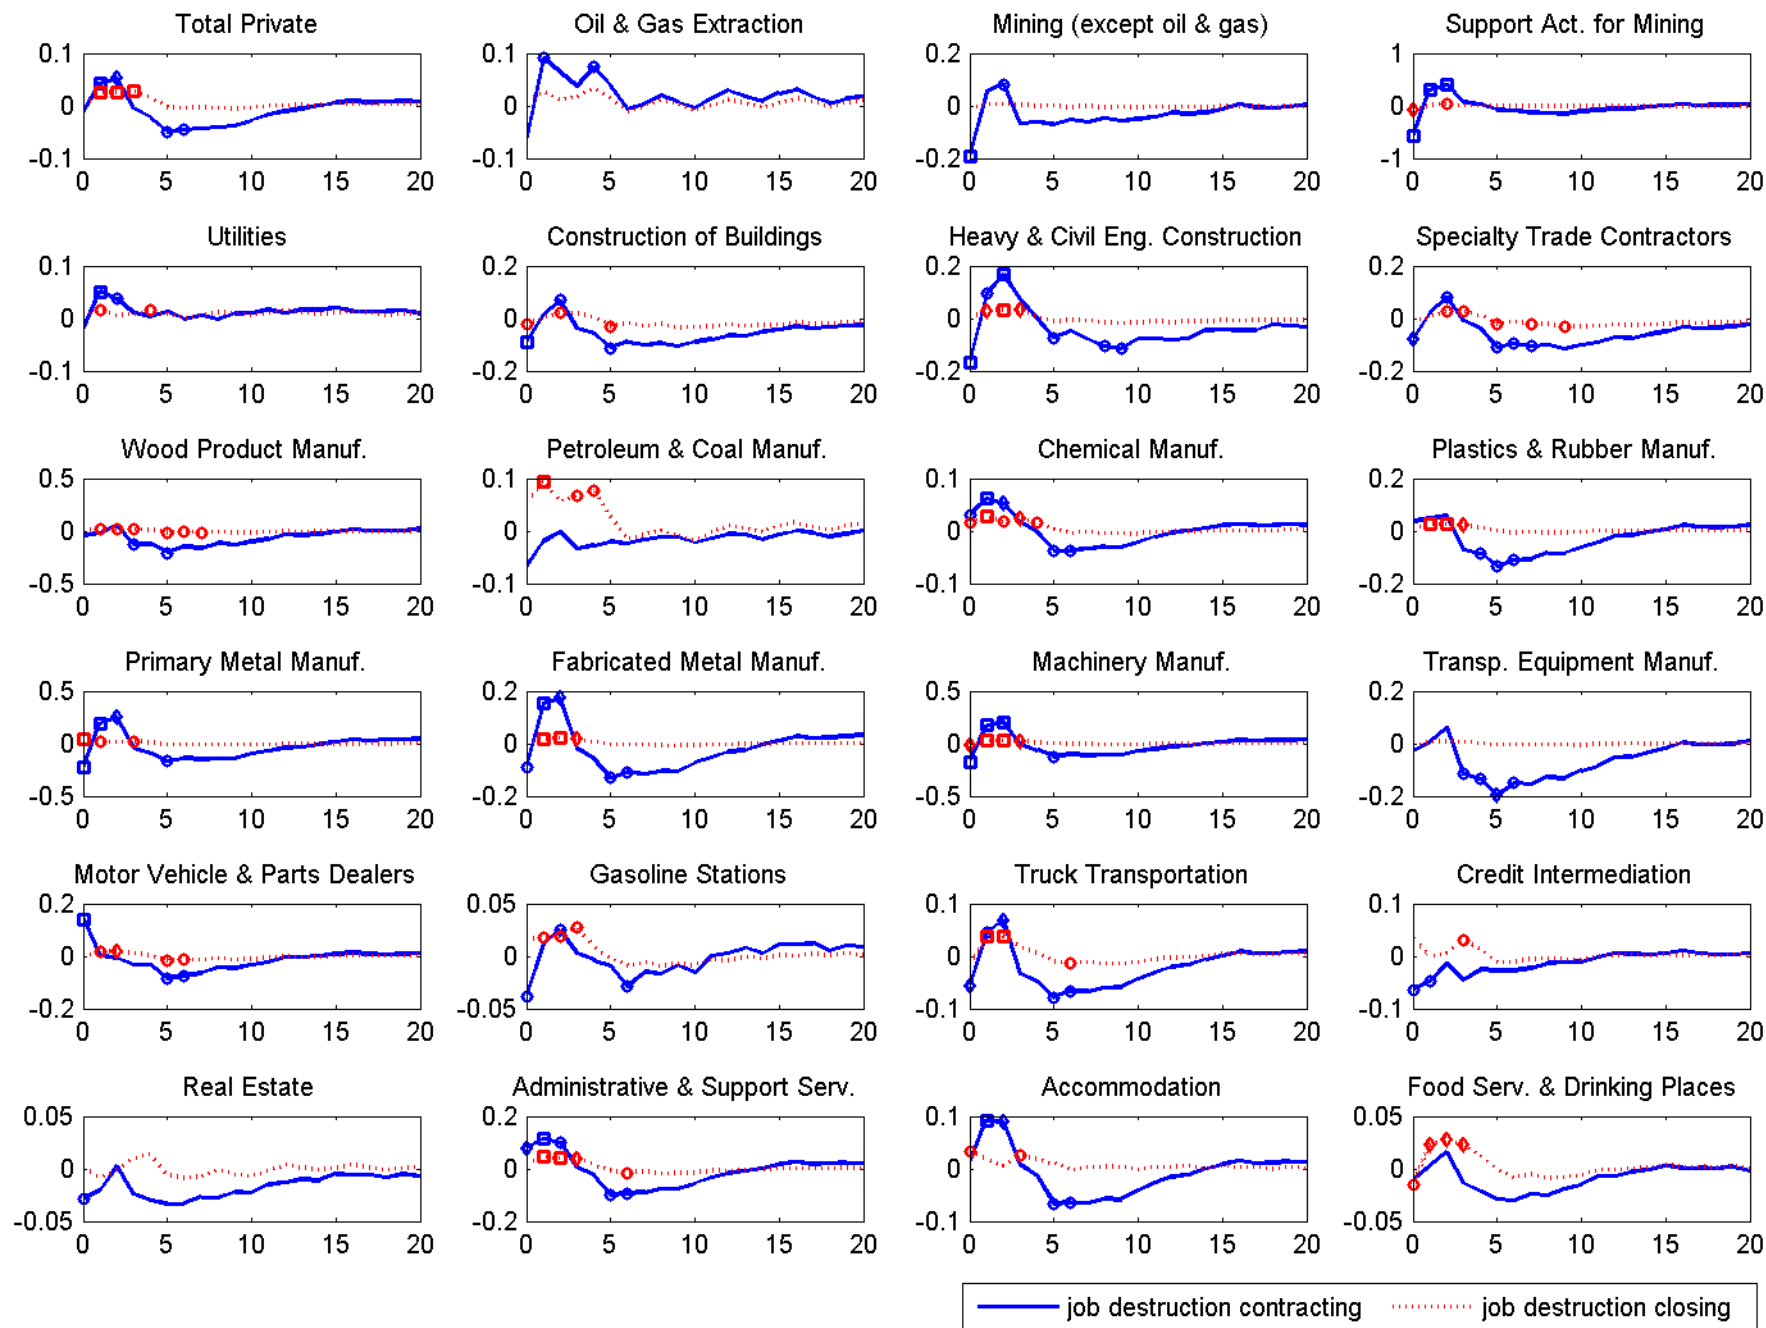 Total Private
Oil & Gas Extraction
Mining (except oil & gas)
Support Act. for Mining
0.1
0
-0.1
0 5 10 15 20
0.1
0
-0.1
0 5 10 15 20
0.2
0
-0.2
0 5 10 15 20
1
0
-1
0 5 10 15 20
Utilities
Construction of Buildings
Heavy & Civil Eng. Construction
Specialty Trade Contractors
0.1
0
-0.1
0 5 10 15 20
0.2
0
-0.2
0 5 10 15 20
0.2
0
-0.2
0 5 10 15 20
0.2
0
-0.2
0 5 10 15 20
Wood Product Manuf.
Petroleum & Coal Manuf.
Chemical Manuf.
Plastics & Rubber Manuf.
0.5
0
-0.5
0 5 10 15 20
0.1
0
-0.1
0 5 10 15 20
0.1
0
-0.1
0 5 10 15 20
0.2
0
-0.2
0 5 10 15 20
Primary Metal Manuf.
Fabricated Metal Manuf.
Machinery Manuf.
Transp. Equipment Manuf.
0.5
0
-0.5
0 5 10 15 20
0.2
0
-0.2
0 5 10 15 20
0.5
0
-0.5
0 5 10 15 20
0.2
0
-0.2
0 5 10 15 20
Motor Vehicle & Parts Dealers
Gasoline Stations
Truck Transportation
Credit Intermediation
0.2
0
-0.2
0 5 10 15 20
0.05
0
-0.05
0 5 10 15 20
0.1
0
-0.1
0 5 10 15 20
0.1
0
-0.1
0 5 10 15 20
Real Estate
Administrative & Support Serv.
Accommodation
Food Serv. & Drinking Places
0.05
0
-0.05
0 5 10 15 20
0.2
0
-0.2
0 5 10 15 20
0.1
0
-0.1
0 5 10 15 20
0.05
0
-0.05
0 5 10 15 20
job destruction contracting
job destruction closing